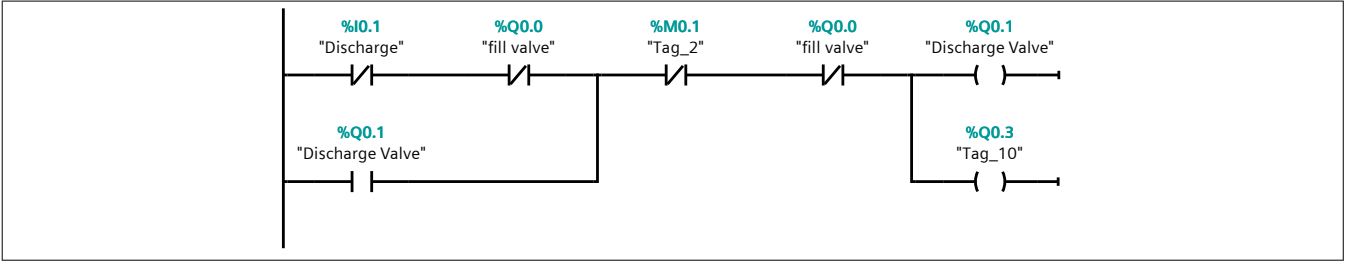 %I0.1 %Q0.0 %M0.1 %Q0.0 %Q0.1
"Discharge" "fill valve" "Tag_2" "fill valve" "Discharge Valve"
%Q0.1 %Q0.3
"Discharge Valve" "Tag_10"